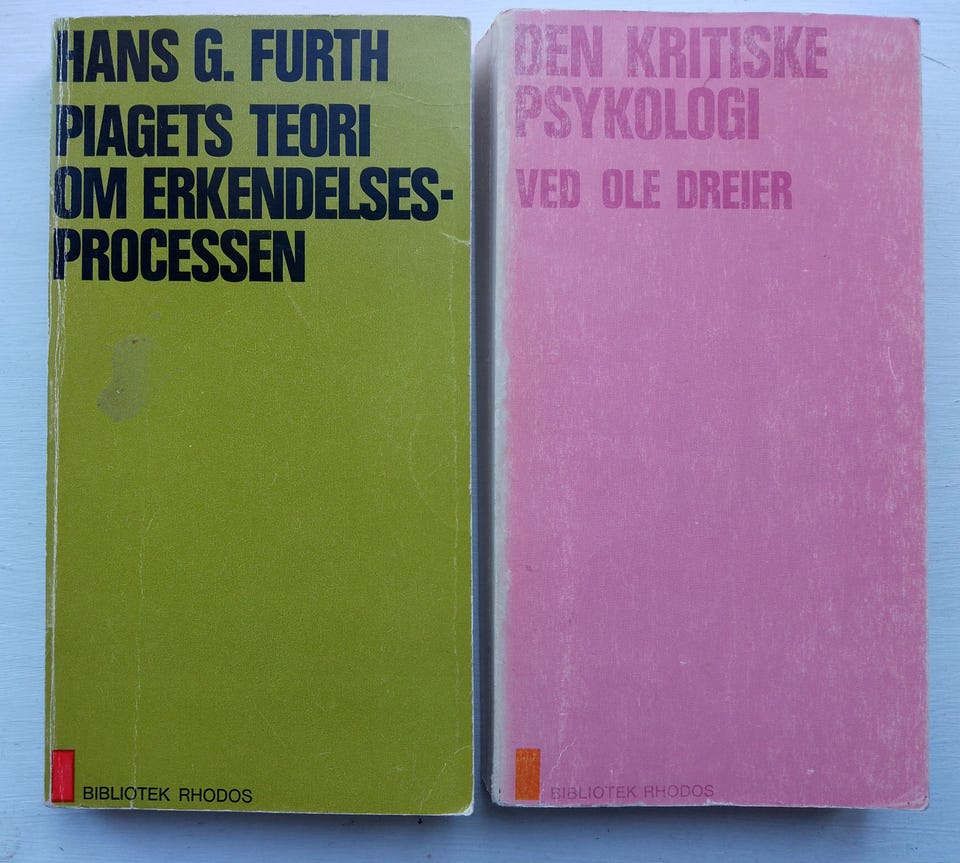 HANS G. FURTH
PIAGETS TEORI
OM ERKENDELSES-
PROCESSEN
BIBLIOTEK RHODOS
DEN KRITISKE
PSYKOLOGI
VED OLE DREIER
BIBLIOTEK RHODOS